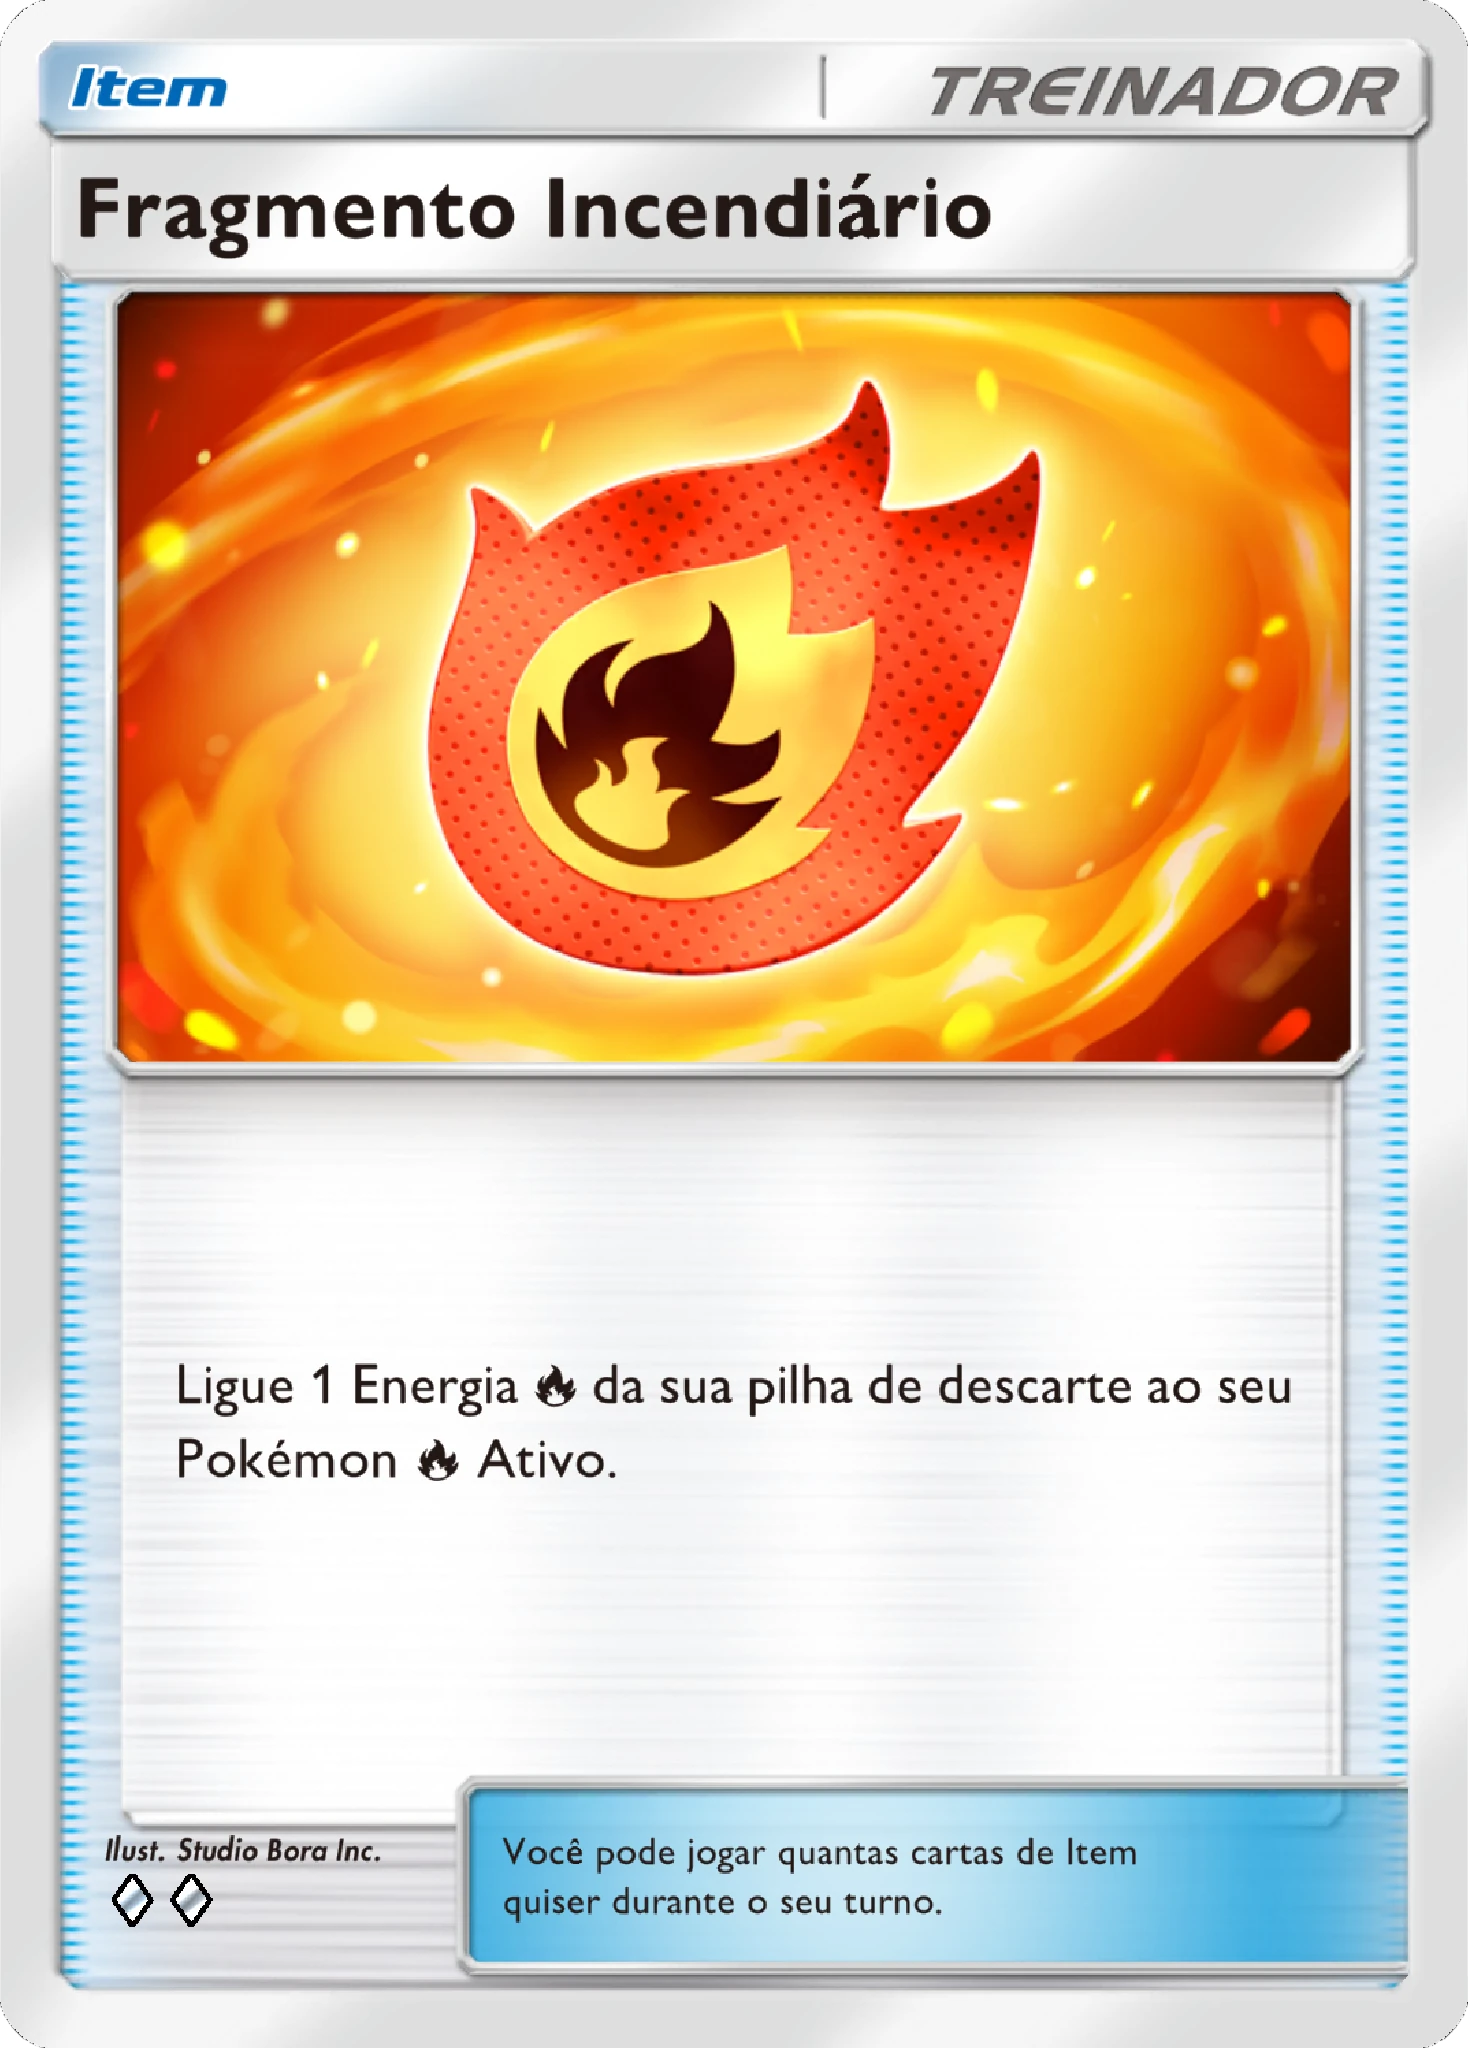 Item
TREINADOR
Fragmento Incendiário
Ligue 1 Energia da sua pilha de descarte ao seu
Pokémon Ativo.
Ilust. Studio Bora Inc.
Você pode jogar quantas cartas de Item
quiser durante o seu turno.